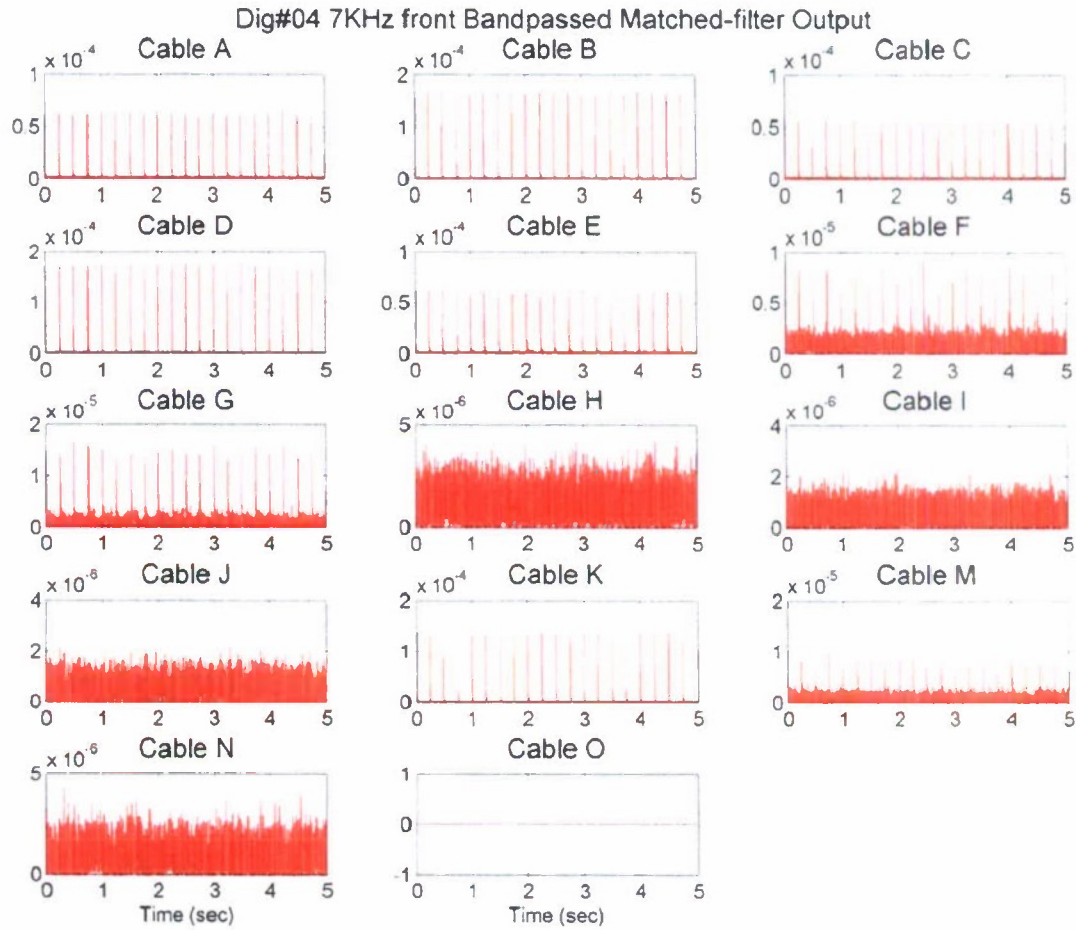 Dig#04 7KHz front Bandpassed Matched-filter Output
Cable A Cable B Cable C
x 10^-4 x 10^-4 x 10^-4
1 2 1
0.5 1 0.5
0 0 0
0 1 2 3 4 5 0 1 2 3 4 5 0 1 2 3 4 5
Cable D Cable E Cable F
x 10^-4 x 10^-4 x 10^-5
2 1 1
1 0.5 0.5
0 0 0
0 1 2 3 4 5 0 1 2 3 4 5 0 1 2 3 4 5
Cable G Cable H Cable I
x 10^-5 x 10^-6 x 10^-6
2 5 4
1 2
0 0 0
0 1 2 3 4 5 0 1 2 3 4 5 0 1 2 3 4 5
Cable J Cable K Cable M
x 10^-6 x 10^-4 x 10^-5
4 2 2
2 1 1
0 0 0
0 1 2 3 4 5 0 1 2 3 4 5 0 1 2 3 4 5
Cable N Cable O
x 10^-6
5 1
0
0 -1
0 1 2 3 4 5 0 1 2 3 4 5
Time (sec) Time (sec)